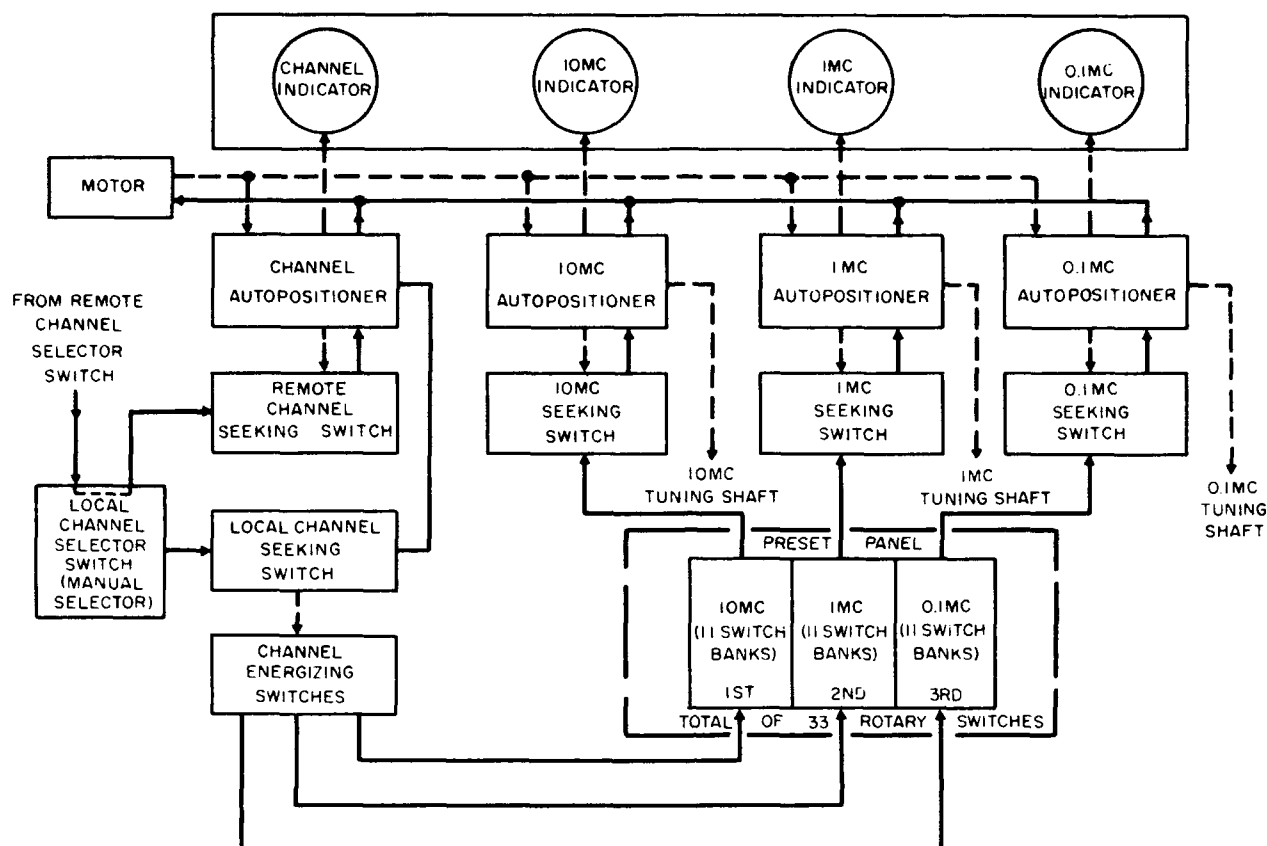 CHANNEL
INDICATOR
10MC
INDICATOR
1MC
INDICATOR
0.1MC
INDICATOR
MOTOR
CHANNEL
AUTOPOSITIONER
10MC
AUTOPOSITIONER
1MC
AUTOPOSITIONER
0.1MC
AUTOPOSITIONER
FROM REMOTE
CHANNEL
SELECTOR
SWITCH
REMOTE
CHANNEL
SEEKING SWITCH
10MC
SEEKING
SWITCH
1MC
SEEKING
SWITCH
0.1MC
SEEKING
SWITCH
10MC
TUNING SHAFT
1MC
TUNING SHAFT
0.1MC
TUNING
SHAFT
LOCAL
CHANNEL
SELECTOR
SWITCH
(MANUAL
SELECTOR)
LOCAL CHANNEL
SEEKING
SWITCH
CHANNEL
ENERGIZING
SWITCHES
PRESET PANEL
10MC
(11 SWITCH
BANKS)
1ST
1MC
(11 SWITCH
BANKS)
2ND
0.1MC
(11 SWITCH
BANKS)
3RD
TOTAL OF 33 ROTARY SWITCHES